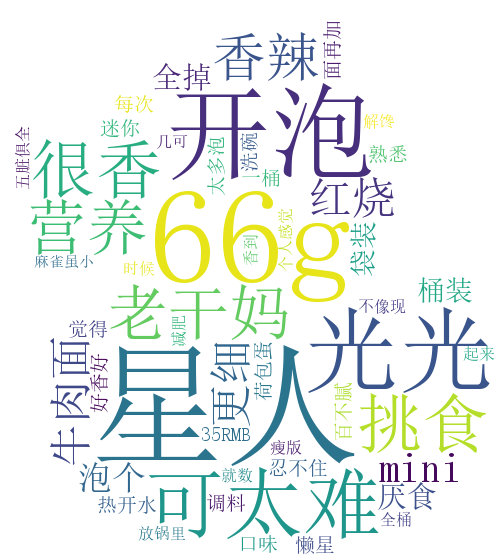 香辣
面再加
全掉
开泡
每次
解馋
迷你
几可
洗碗
五脏俱全
很香
太多泡
一桶
熟悉
66g
红烧
营养
个人感觉
香到
袋装
麻雀虽小
时候
桶装
老干妈
不像现
觉得
减肥
光光
牛肉面
好香好
星人
更细
荷包蛋
起来
百不腻
挑食
35RMB
瘦版
泡个
忍不住
mini
可太难
就数
厌食
热开水
调料
全桶
放锅里
口味
懒星